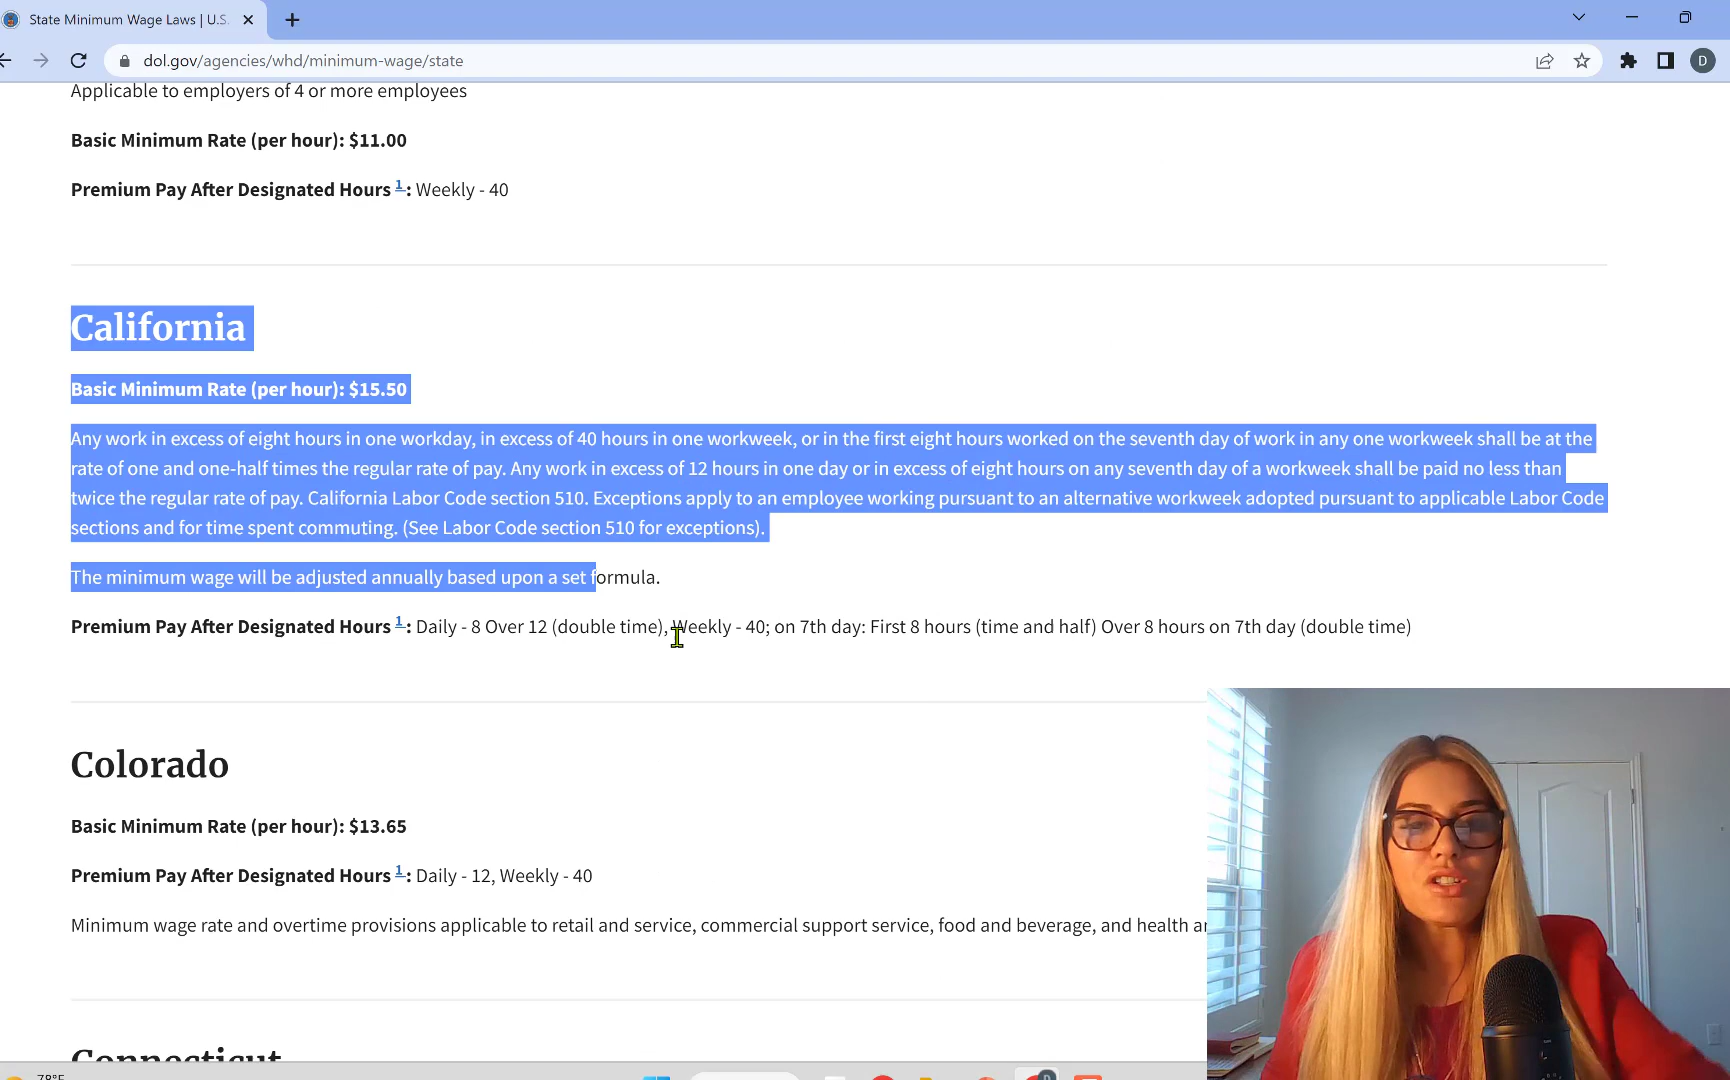 State Minimum Wage Laws | U.S.
dol.gov/agencies/whd/minimum-wage/state
D
Applicable to employers of 4 or more employees
Basic Minimum Rate (per hour): $11.00
Premium Pay After Designated Hours 1: Weekly - 40
California
Basic Minimum Rate (per hour): $15.50
Any work in excess of eight hours in one workday, in excess of 40 hours in one workweek, or in the first eight hours worked on the seventh day of work in any one workweek shall be at the
rate of one and one-half times the regular rate of pay. Any work in excess of 12 hours in one day or in excess of eight hours on any seventh day of a workweek shall be paid no less than
twice the regular rate of pay. California Labor Code section 510. Exceptions apply to an employee working pursuant to an alternative workweek adopted pursuant to applicable Labor Code
sections and for time spent commuting. (See Labor Code section 510 for exceptions).
The minimum wage will be adjusted annually based upon a set formula.
Premium Pay After Designated Hours 1: Daily - 8 Over 12 (double time), Weekly - 40; on 7th day: First 8 hours (time and half) Over 8 hours on 7th day (double time)
Colorado
Basic Minimum Rate (per hour): $13.65
Premium Pay After Designated Hours 1: Daily - 12, Weekly - 40
Minimum wage rate and overtime provisions applicable to retail and service, commercial support service, food and beverage, and health
Connecticut
78°F
D